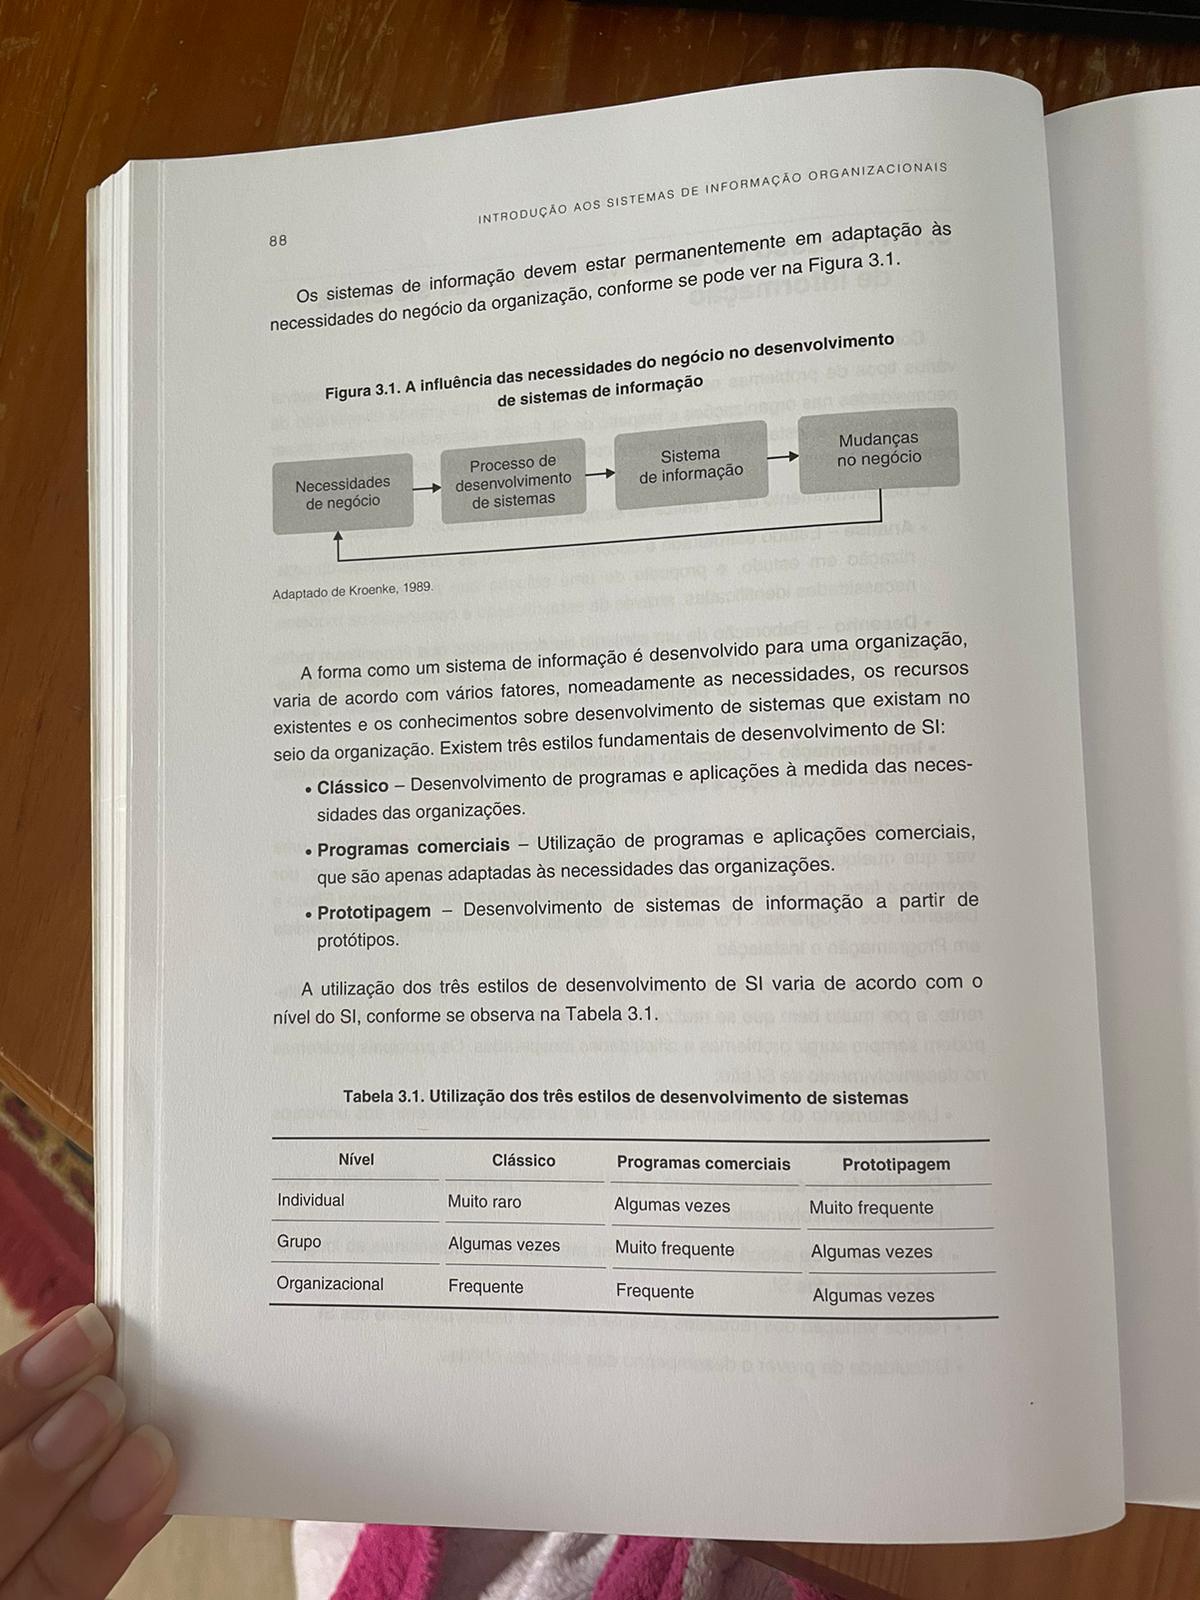 88
INTRODUÇÃO AOS SISTEMAS DE INFORMAÇÃO ORGANIZACIONAIS
Os sistemas de informação devem estar permanentemente em adaptação às
necessidades do negócio da organização, conforme se pode ver na Figura 3.1.
Figura 3.1. A influência das necessidades do negócio no desenvolvimento
de sistemas de informação
Necessidades
de negócio
Processo de
desenvolvimento
de sistemas
Sistema
de informação
Mudanças
no negócio
Adaptado de Kroenke, 1989.
A forma como um sistema de informação é desenvolvido para uma organização,
varia de acordo com vários fatores, nomeadamente as necessidades, os recursos
existentes e os conhecimentos sobre desenvolvimento de sistemas que existam no
seio da organização. Existem três estilos fundamentais de desenvolvimento de SI:
• Clássico – Desenvolvimento de programas e aplicações à medida das neces-
sidades das organizações.
• Programas comerciais – Utilização de programas e aplicações comerciais,
que são apenas adaptadas às necessidades das organizações.
• Prototipagem – Desenvolvimento de sistemas de informação a partir de
protótipos.
A utilização dos três estilos de desenvolvimento de SI varia de acordo com o
nível do SI, conforme se observa na Tabela 3.1.
Tabela 3.1. Utilização dos três estilos de desenvolvimento de sistemas
Nível Clássico Programas comerciais Prototipagem
Individual Muito raro Algumas vezes Muito frequente
Grupo Algumas vezes Muito frequente Algumas vezes
Organizacional Frequente Frequente Algumas vezes